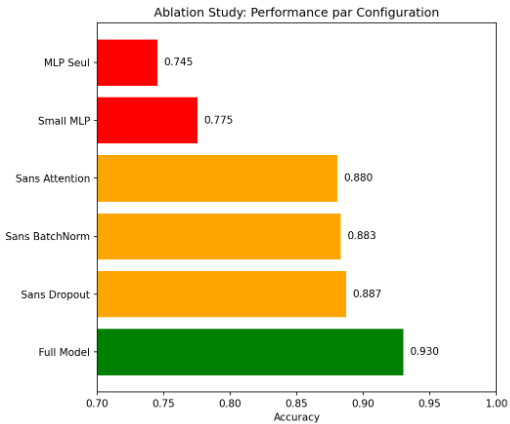 Ablation Study: Performance par Configuration
MLP Seul
0.745
Small MLP
0.775
Sans Attention
0.880
Sans BatchNorm
0.883
Sans Dropout
0.887
Full Model
0.930
0.70 0.75 0.80 0.85 0.90 0.95 1.00
Accuracy